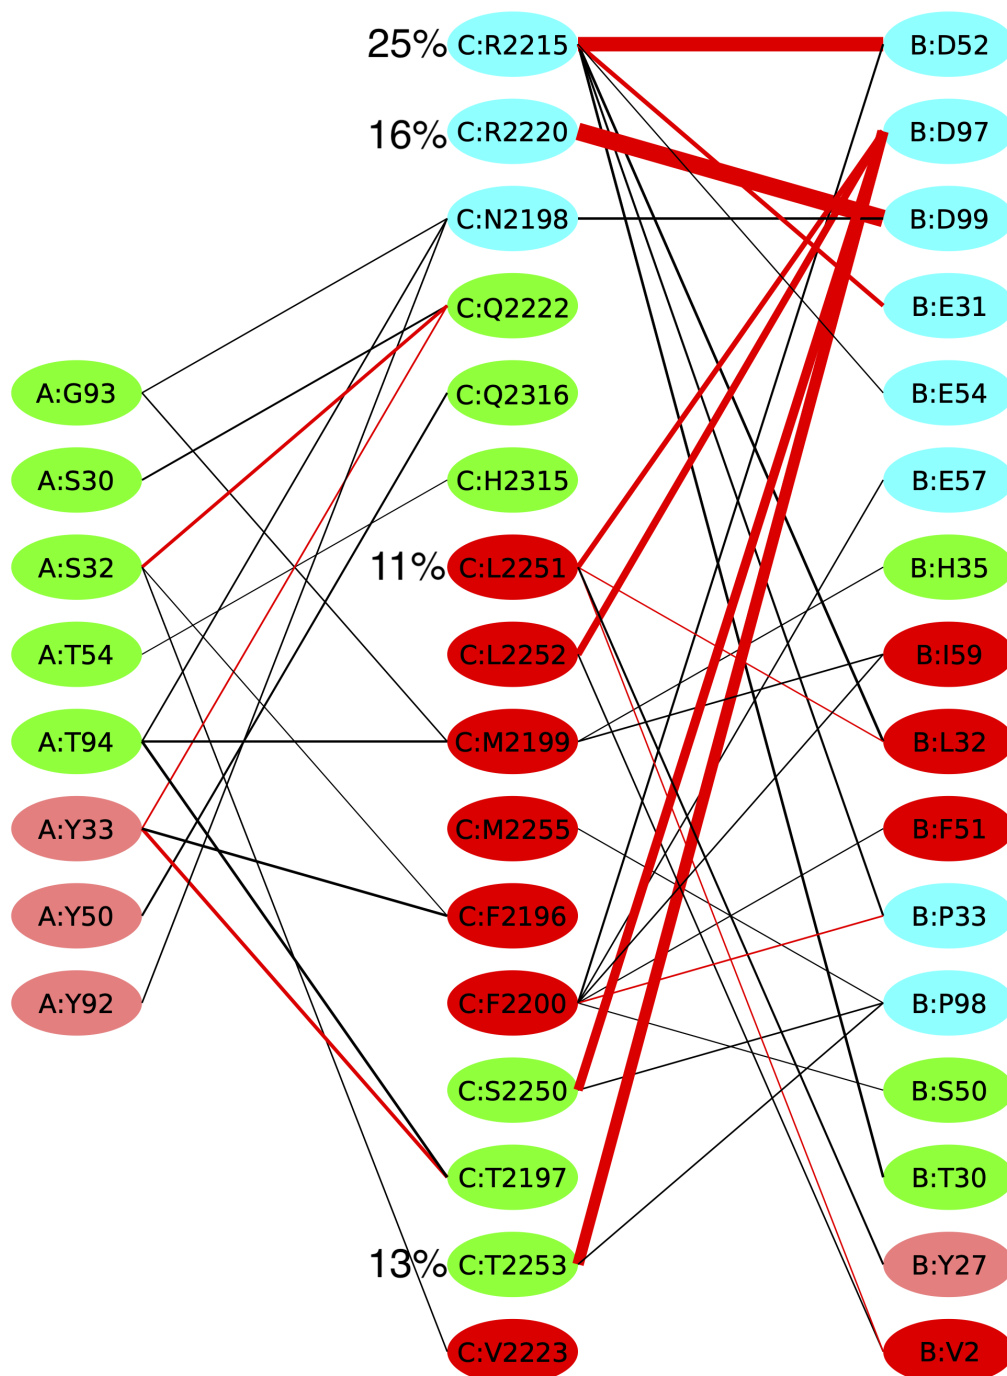 25% C:R2215 B:D52
16% C:R2220 B:D97
C:N2198 B:D99
C:Q2222 B:E31
A:G93 C:Q2316 B:E54
A:S30 C:H2315 B:E57
A:S32 11% C:L2251 B:H35
A:T54 C:L2252 B:I59
A:T94 C:M2199 B:L32
A:Y33 C:M2255 B:F51
A:Y50 C:F2196 B:P33
A:Y92 C:F2200 B:P98
C:S2250 B:S50
C:T2197 B:T30
13% C:T2253 B:Y27
C:V2223 B:V2